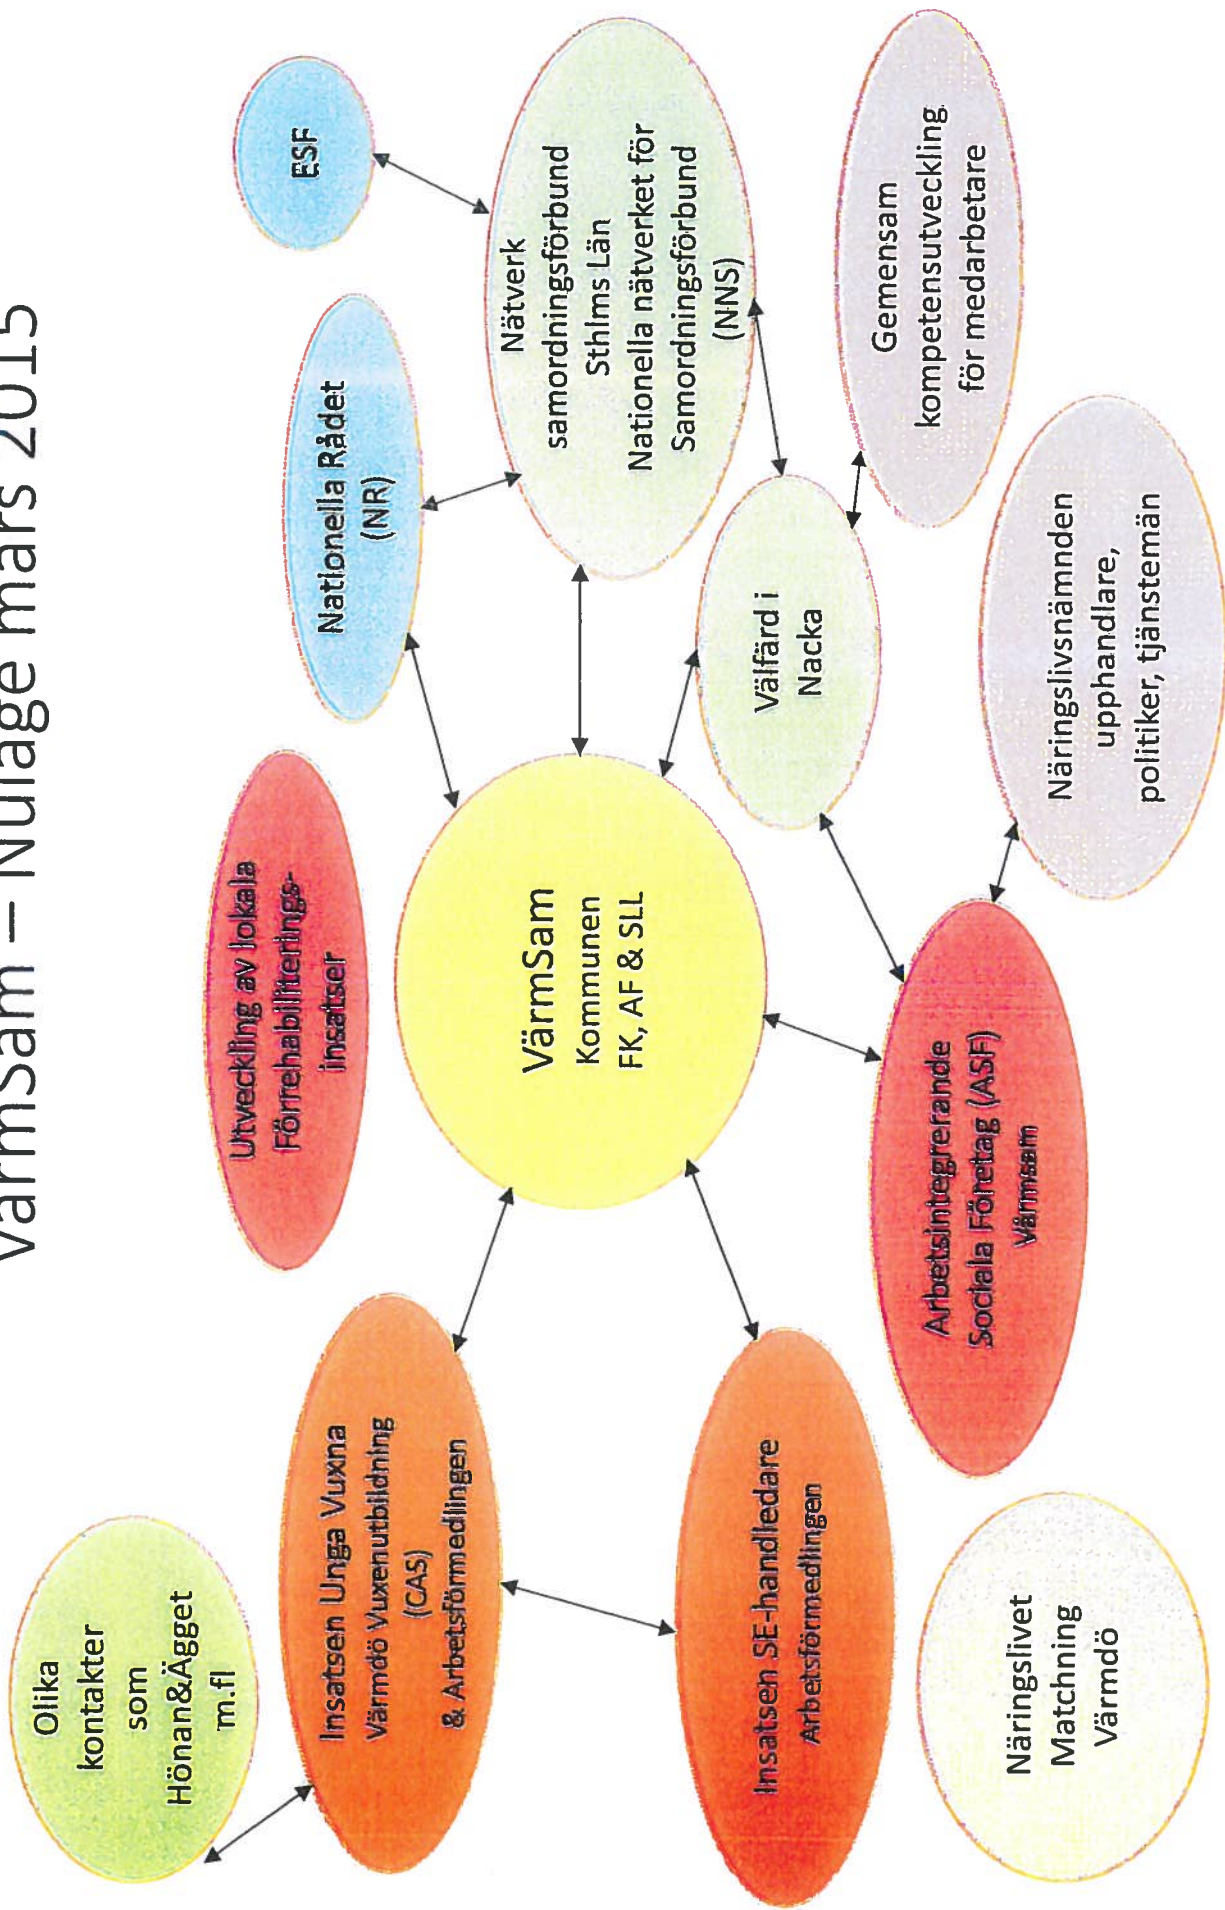 VärmSam – Nuläge mars 2015
Olika
kontakter
som
Hönan&Ägget
m.fl
Utveckling av lokala
Förrehabiliterings-
insatser
Nationella Rådet
(NR)
ESF
Insatsen Unga Vuxna
Värmdö Vuxenutbildning
(CAS)
& Arbetsförmedlingen
VärmSam
Kommunen
FK, AF & SLL
Nätverk
samordningsförbund
Sthlms Län
Nationella nätverket för
Samordningsförbund
(NNS)
Insatsen SE-handledare
Arbetsförmedlingen
Välfärd i
Nacka
Gemensam
kompetensutveckling
för medarbetare
Arbetsintegrerande
Sociala Företag (ASF)
Värmsam
Näringslivet
Matchning
Värmdö
Näringslivsnämnden
upphandlare,
politiker, tjänstemän